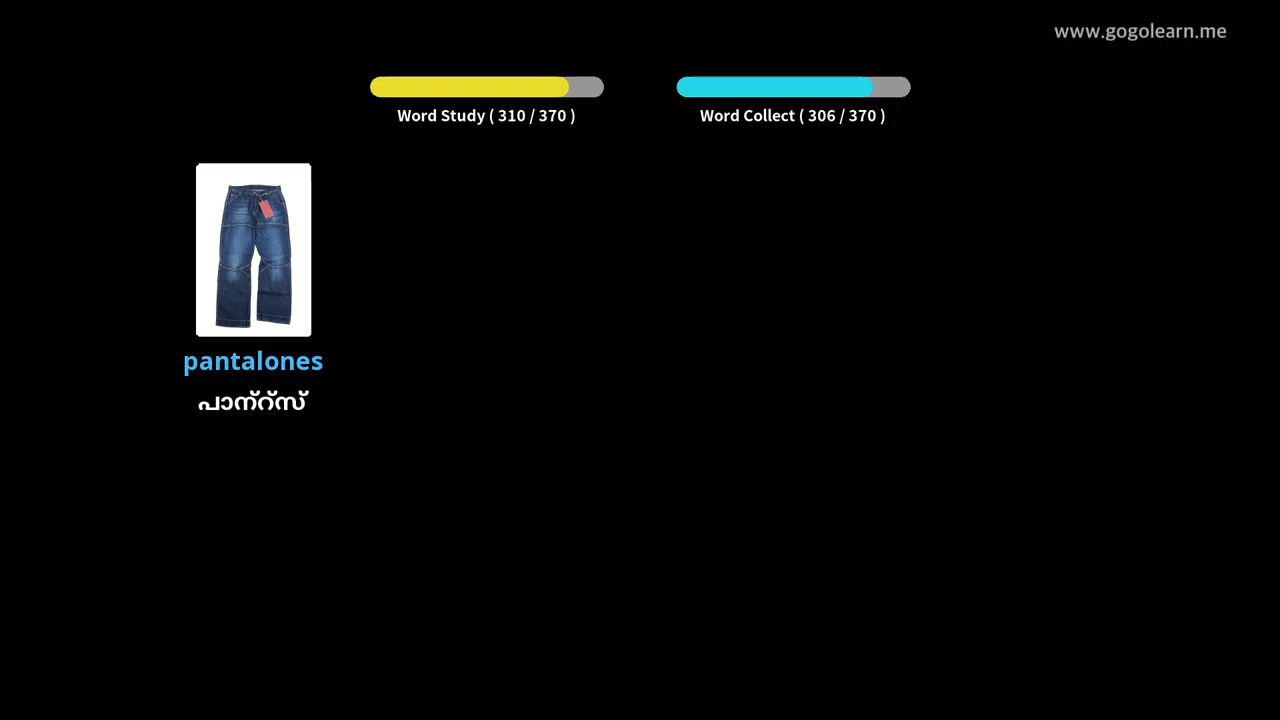 www.gogolearn.me
Word Study ( 310 / 370 )
Word Collect ( 306 / 370 )
pantalones
പാന്റ്സ്